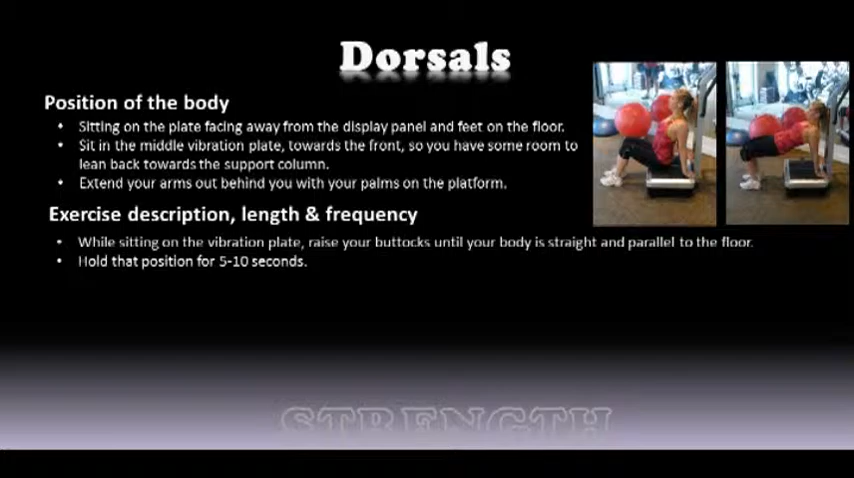 Dorsals
Position of the body
• Sitting on the plate facing away from the display panel and feet on the floor.
• Sit in the middle vibration plate, towards the front, so you have some room to
lean back towards the support column.
• Extend your arms out behind you with your palms on the platform.
Exercise description, length & frequency
• While sitting on the vibration plate, raise your buttocks until your body is straight and parallel to the floor.
• Hold that position for 5-10 seconds.
STRENGTH